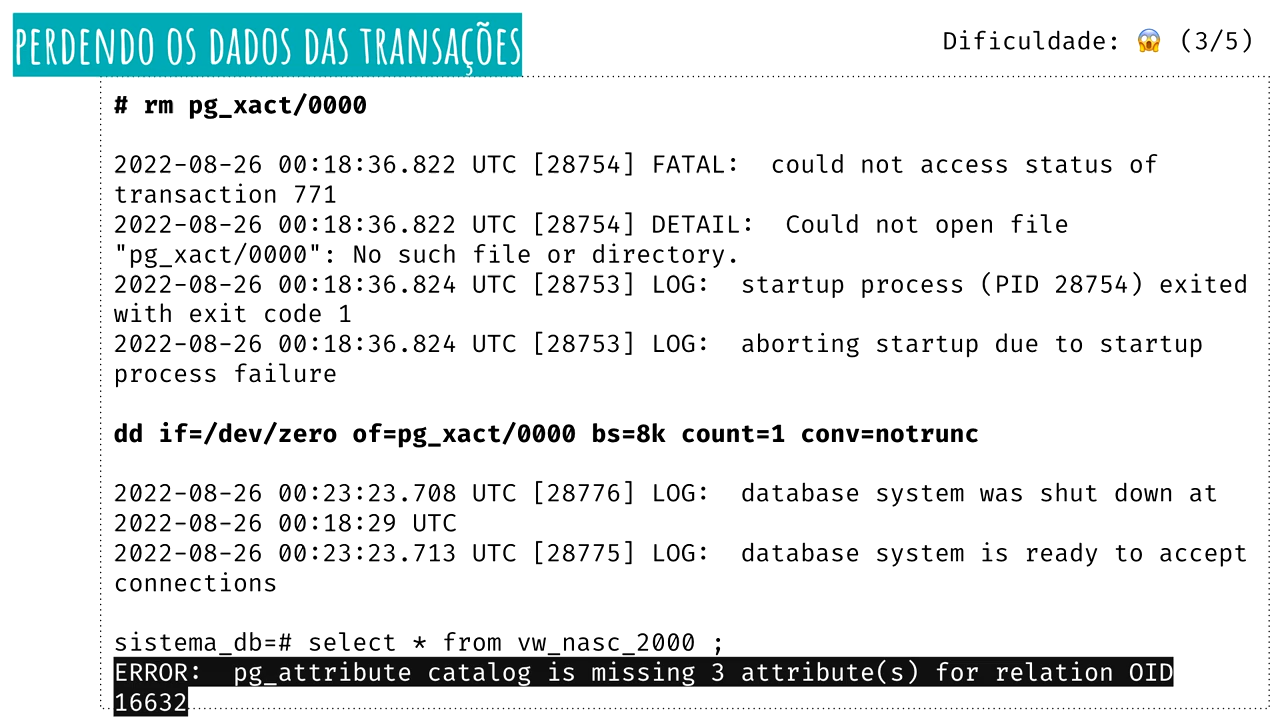 PERDENDO OS DADOS DAS TRANSAÇÕES
Dificuldade: 😱 (3/5)
# rm pg_xact/0000
2022-08-26 00:18:36.822 UTC [28754] FATAL:  could not access status of
transaction 771
2022-08-26 00:18:36.822 UTC [28754] DETAIL:  Could not open file
"pg_xact/0000": No such file or directory.
2022-08-26 00:18:36.824 UTC [28753] LOG:  startup process (PID 28754) exited
with exit code 1
2022-08-26 00:18:36.824 UTC [28753] LOG:  aborting startup due to startup
process failure
dd if=/dev/zero of=pg_xact/0000 bs=8k count=1 conv=notrunc
2022-08-26 00:23:23.708 UTC [28776] LOG:  database system was shut down at
2022-08-26 00:18:29 UTC
2022-08-26 00:23:23.713 UTC [28775] LOG:  database system is ready to accept
connections
sistema_db=# select * from vw_nasc_2000 ;
ERROR:  pg_attribute catalog is missing 3 attribute(s) for relation OID
16632